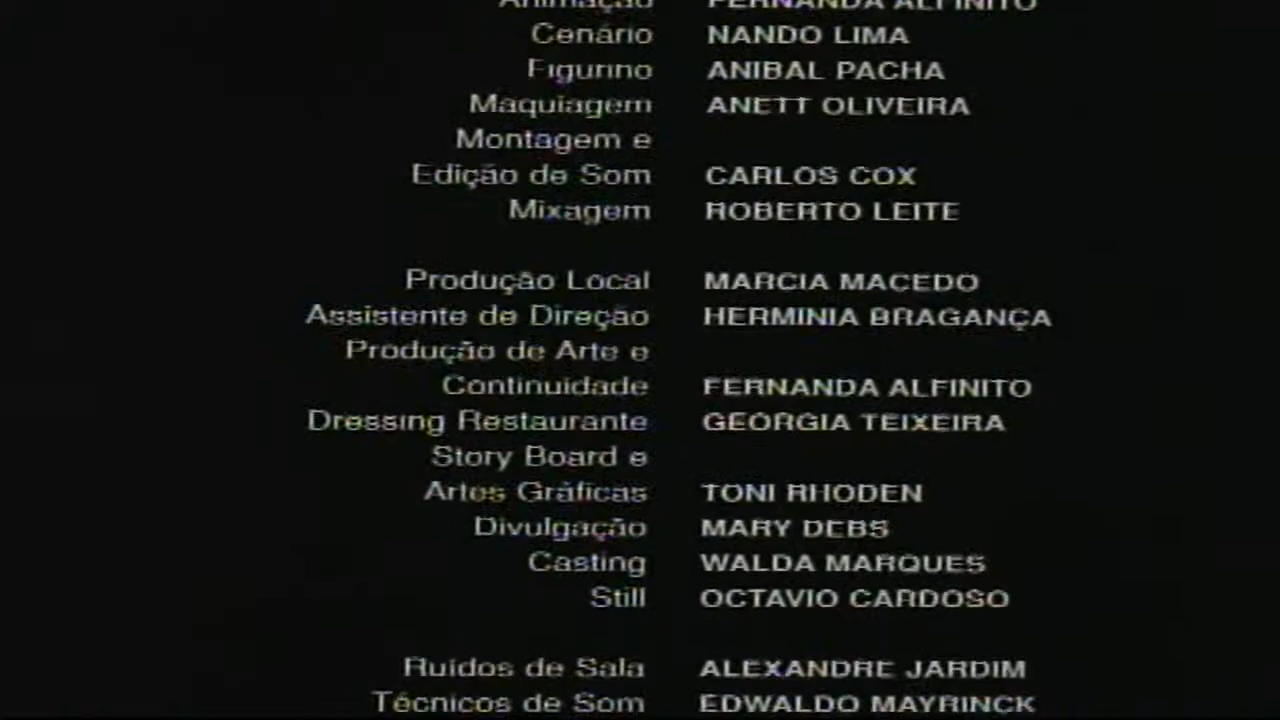 Animação FERNANDA ALFINITO
Cenário NANDO LIMA
Figurino ANIBAL PACHA
Maquiagem ANETT OLIVEIRA
Montagem e
Edição de Som CARLOS COX
Mixagem ROBERTO LEITE
Produção Local MARCIA MACEDO
Assistente de Direção HERMINIA BRAGANÇA
Produção de Arte e
Continuidade FERNANDA ALFINITO
Dressing Restaurante GEORGIA TEIXEIRA
Story Board e
Artes Gráficas TONI RHODEN
Divulgação MARY DEBS
Casting WALDA MARQUES
Still OCTAVIO CARDOSO
Ruídos de Sala ALEXANDRE JARDIM
Técnicos de Som EDWALDO MAYRINCK